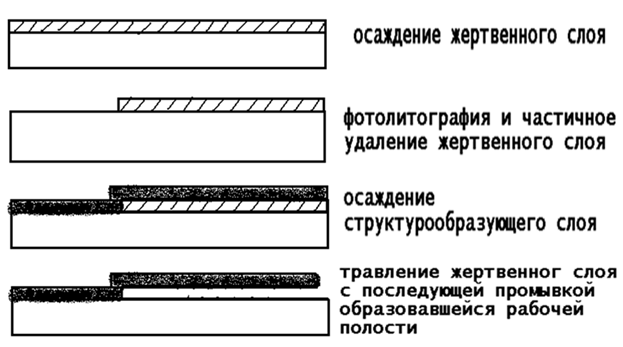 осаждение жертвенного слоя
фотолитография и частичное
удаление жертвенного слоя
осаждение
структурообразующего слоя
травление жертвенног слоя
с последующей промывкой
образовавшейся рабочей
полости